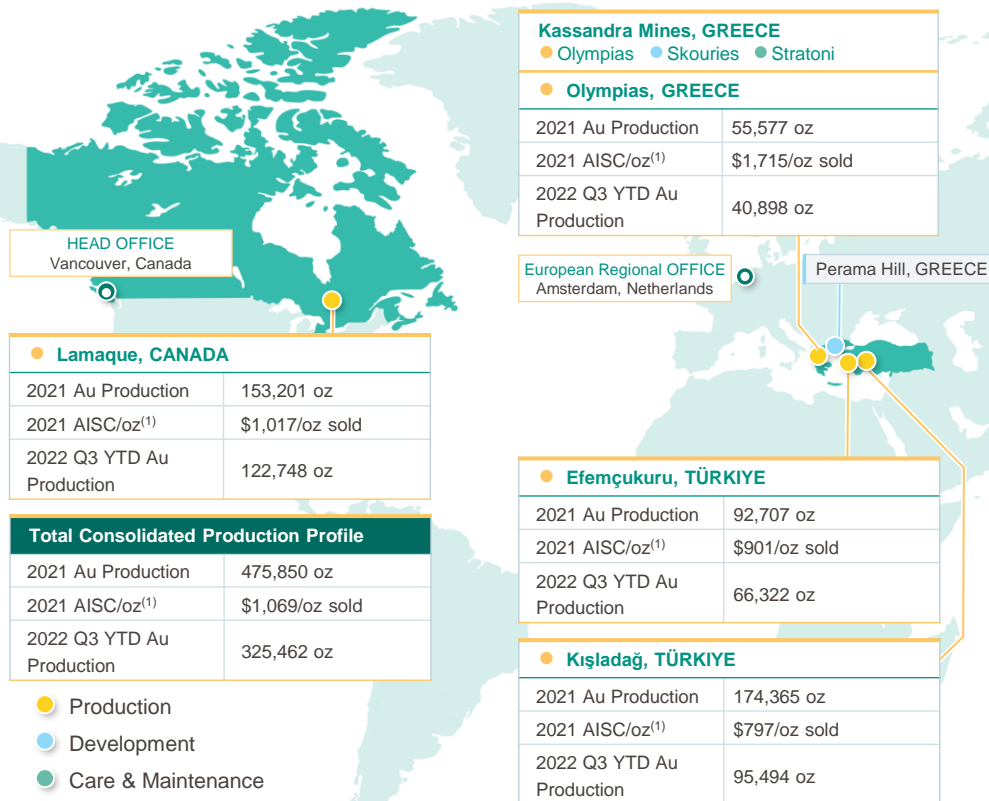 Kassandra Mines, GREECE
Olympias Skouries Stratoni
Olympias, GREECE
2021 Au Production 55,577 oz
2021 AISC/oz(1) $1,715/oz sold
2022 Q3 YTD Au
Production
40,898 oz
HEAD OFFICE
Vancouver, Canada
European Regional OFFICE
Amsterdam, Netherlands
Perama Hill, GREECE
Lamaque, CANADA
2021 Au Production 153,201 oz
2021 AISC/oz(1) $1,017/oz sold
2022 Q3 YTD Au
Production
122,748 oz
Total Consolidated Production Profile
2021 Au Production 475,850 oz
2021 AISC/oz(1) $1,069/oz sold
2022 Q3 YTD Au
Production
325,462 oz
Production
Development
Care & Maintenance
Efemçukuru, TÜRKIYE
2021 Au Production 92,707 oz
2021 AISC/oz(1) $901/oz sold
2022 Q3 YTD Au
Production
66,322 oz
Kışladağ, TÜRKIYE
2021 Au Production 174,365 oz
2021 AISC/oz(1) $797/oz sold
2022 Q3 YTD Au
Production
95,494 oz